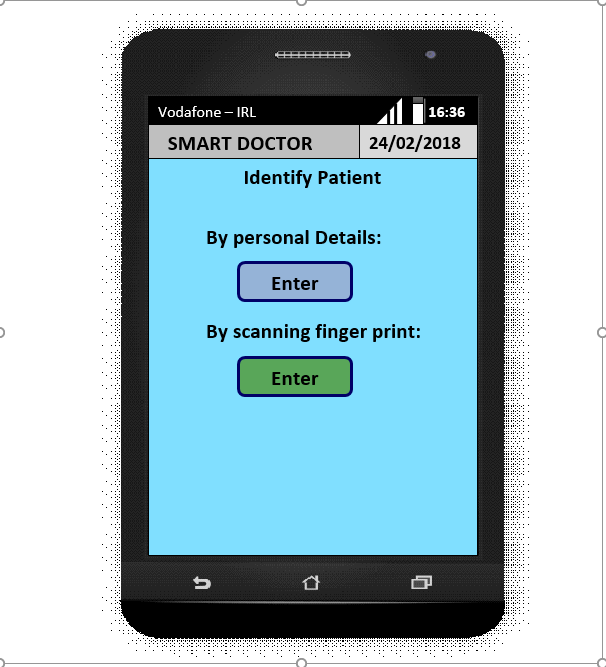 Vodafone – IRL 16:36
SMART DOCTOR 24/02/2018
Identify Patient
By personal Details:
Enter
By scanning finger print:
Enter